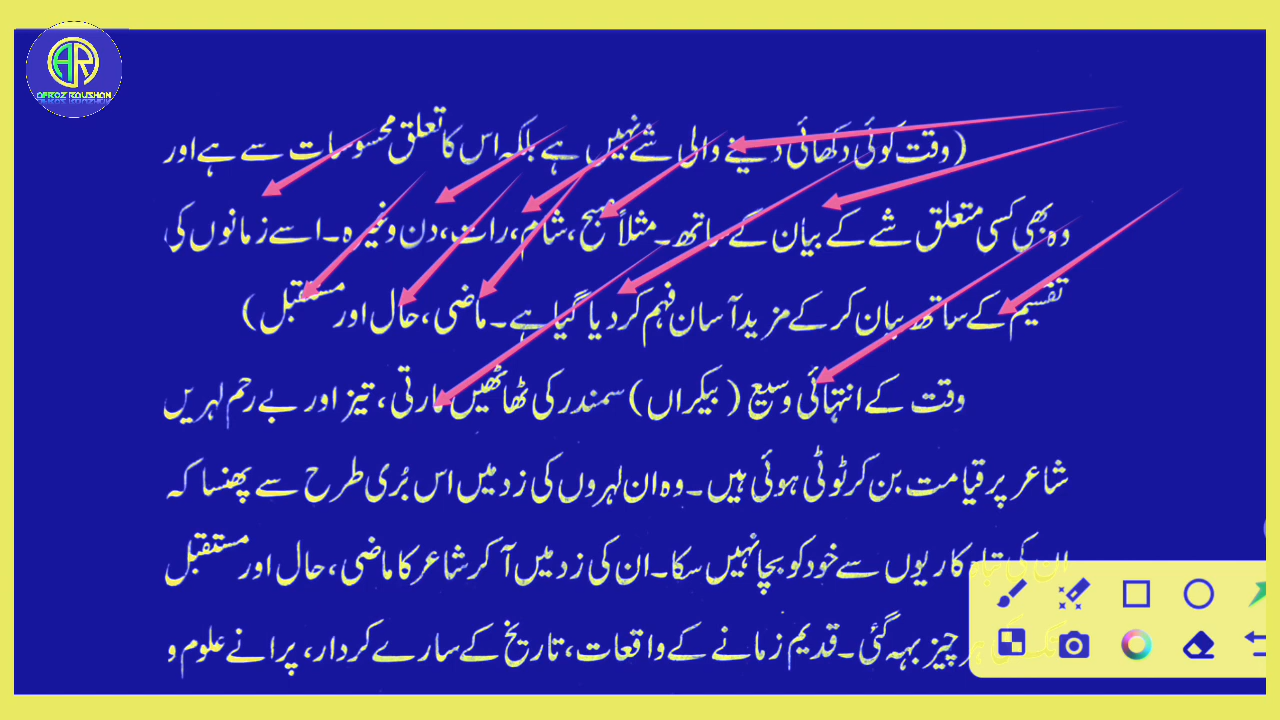 AFROZ RAUSHAN
(وقت کوئی دکھائی دینے والی شے نہیں ہے بلکہ اس کا تعلق محسوسات سے ہے اور
وہ بھی کسی متعلق شے کے بیان کے ساتھ۔ مثلاً صبح، شام، رات، دن وغیرہ۔ اسے زمانوں کی
تقسیم کے ساتھ بیان کر کے مزید آسان فہم کر دیا گیا ہے۔ ماضی، حال اور مستقبل)
وقت کے انتہائی وسیع (بیکراں) سمندر کی ٹھاٹھیں مارتی، تیز اور بے رحم لہریں
شاعر پر قیامت بن کر ٹوٹی ہوئی ہیں۔ وہ ان لہروں کی زد میں اس بُری طرح سے پھنسا کہ
ان کی تباہ کاریوں سے خود کو بچا نہیں سکا۔ ان کی زد میں آ کر شاعر کا ماضی، حال اور مستقبل
ہر چیز بہہ گئی۔ قدیم زمانے کے واقعات، تاریخ کے سارے کردار، پرانے علوم و